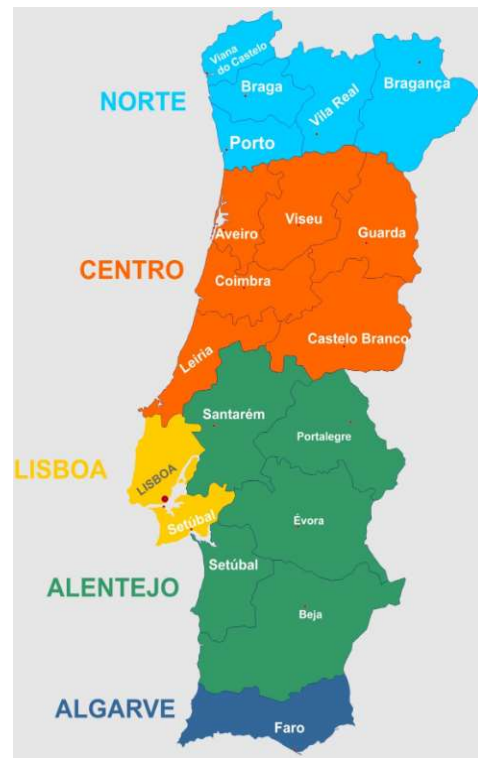 Viana
do Castelo
Braga
Bragança
NORTE
Vila Real
Porto
Viseu
Aveiro
Guarda
CENTRO
Coimbra
Castelo Branco
Leiria
Santarém
Portalegre
LISBOA
LISBOA
Setúbal
Évora
Setúbal
ALENTEJO
Beja
ALGARVE
Faro